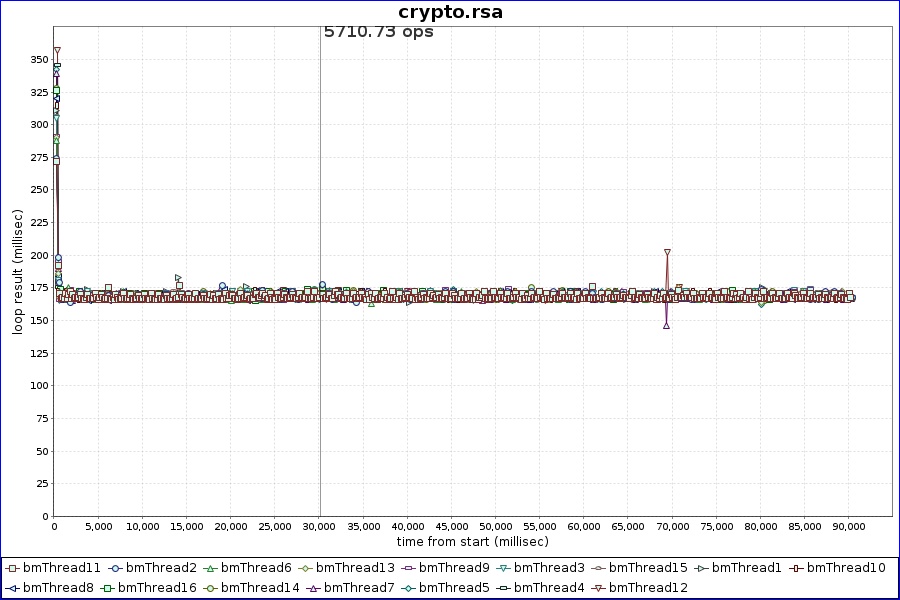 crypto.rsa
5710.73 ops
350
325
300
275
250
225
200
175
150
125
100
75
50
25
0
loop result (millisec)
0 5,000 10,000 15,000 20,000 25,000 30,000 35,000 40,000 45,000 50,000 55,000 60,000 65,000 70,000 75,000 80,000 85,000 90,000
time from start (millisec)
bmThread11 bmThread2 bmThread6 bmThread13 bmThread9 bmThread3 bmThread15 bmThread1 bmThread10
bmThread8 bmThread16 bmThread14 bmThread7 bmThread5 bmThread4 bmThread12